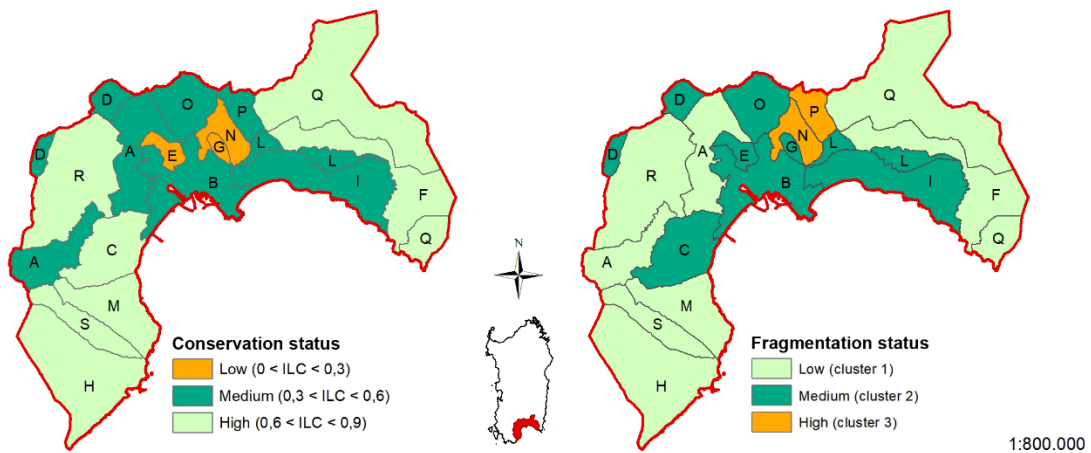 Q
D
O
P
D
A
N
E
G
L
R
L
B
I
F
Q
A
C
M
S
H
Conservation status
Low (0 < ILC < 0,3)
Medium (0,3 < ILC < 0,6)
High (0,6 < ILC < 0,9)
N
Q
D
O
P
D
A
N
E
G
L
R
L
B
I
F
Q
A
C
M
S
H
Fragmentation status
Low (cluster 1)
Medium (cluster 2)
High (cluster 3)
1:800.000